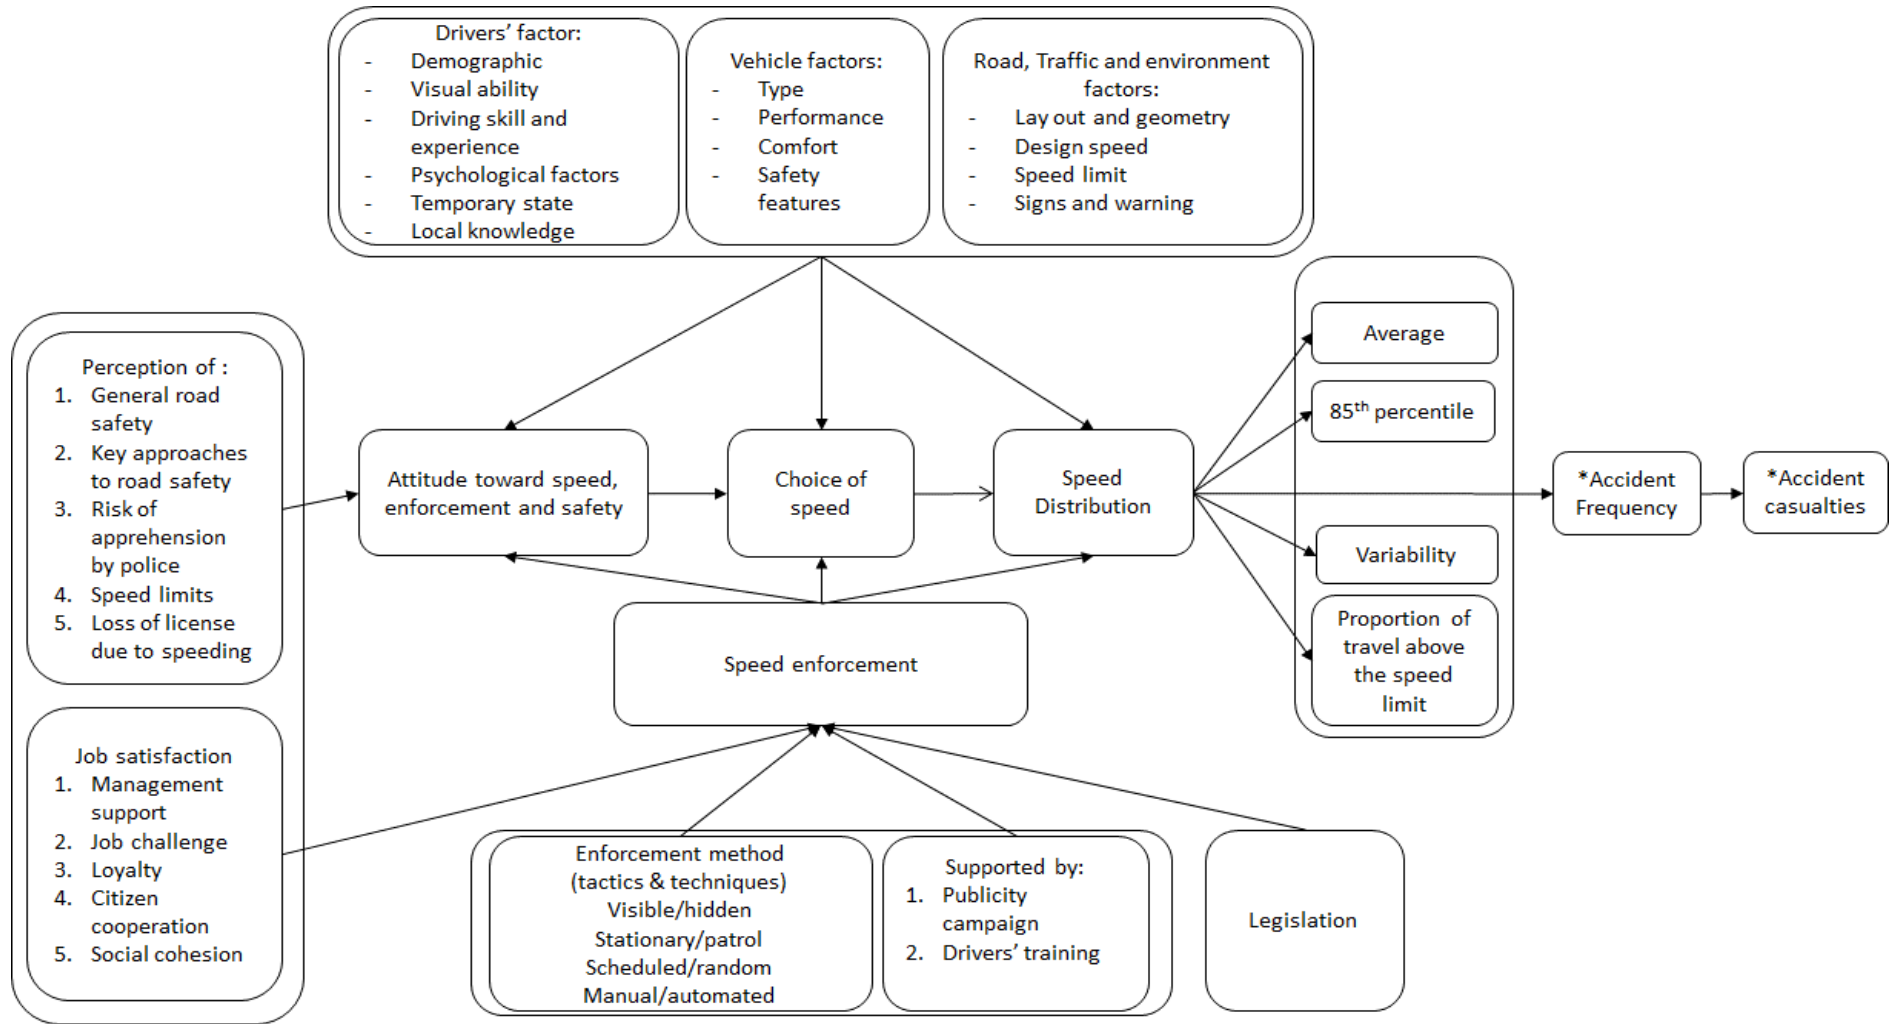 Drivers’ factor:
- Demographic
- Visual ability
- Driving skill and
experience
- Psychological factors
- Temporary state
- Local knowledge
Vehicle factors:
- Type
- Performance
- Comfort
- Safety
features
Road, Traffic and environment
factors:
- Lay out and geometry
- Design speed
- Speed limit
- Signs and warning
Perception of :
1. General road
safety
2. Key approaches
to road safety
3. Risk of
apprehension
by police
4. Speed limits
5. Loss of license
due to speeding
Job satisfaction
1. Management
support
2. Job challenge
3. Loyalty
4. Citizen
cooperation
5. Social cohesion
Attitude toward speed,
enforcement and safety
Choice of
speed
Speed
Distribution
Average
85th percentile
Variability
Proportion of
travel above
the speed
limit
*Accident
Frequency
*Accident
casualties
Speed enforcement
Enforcement method
(tactics & techniques)
Visible/hidden
Stationary/patrol
Scheduled/random
Manual/automated
Supported by:
1. Publicity
campaign
2. Drivers’ training
Legislation